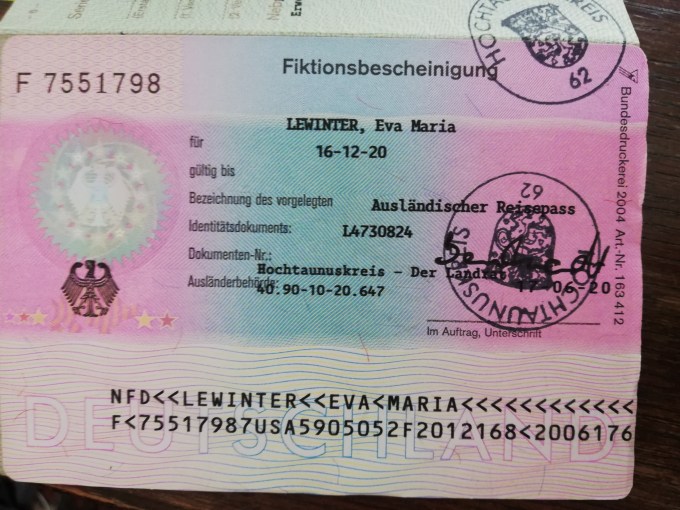 HOCHTAUNUSKREIS
62
F 7551798
Fiktionsbescheinigung
LEWINTER, Eva Maria
für
16-12-20
gültig bis
Bezeichnung des vorgelegten
Ausländischer Reisepass
Identitätsdokuments:
L4730824
Dokumenten-Nr.:
Hochtaunuskreis - Der Landrat
17-06-20
Ausländerbehörde:
40.90-10-20.647
HOCHTAUNUSKREIS
62
Im Auftrag, Unterschrift
Bundesdruckerei 2004 Art.-Nr. 163 412
NFD<<LEWINTER<<EVA<MARIA<<<<<<<<<<<<
F<75517987USA5905052F2012168<2006176
DEUTSCHLAND